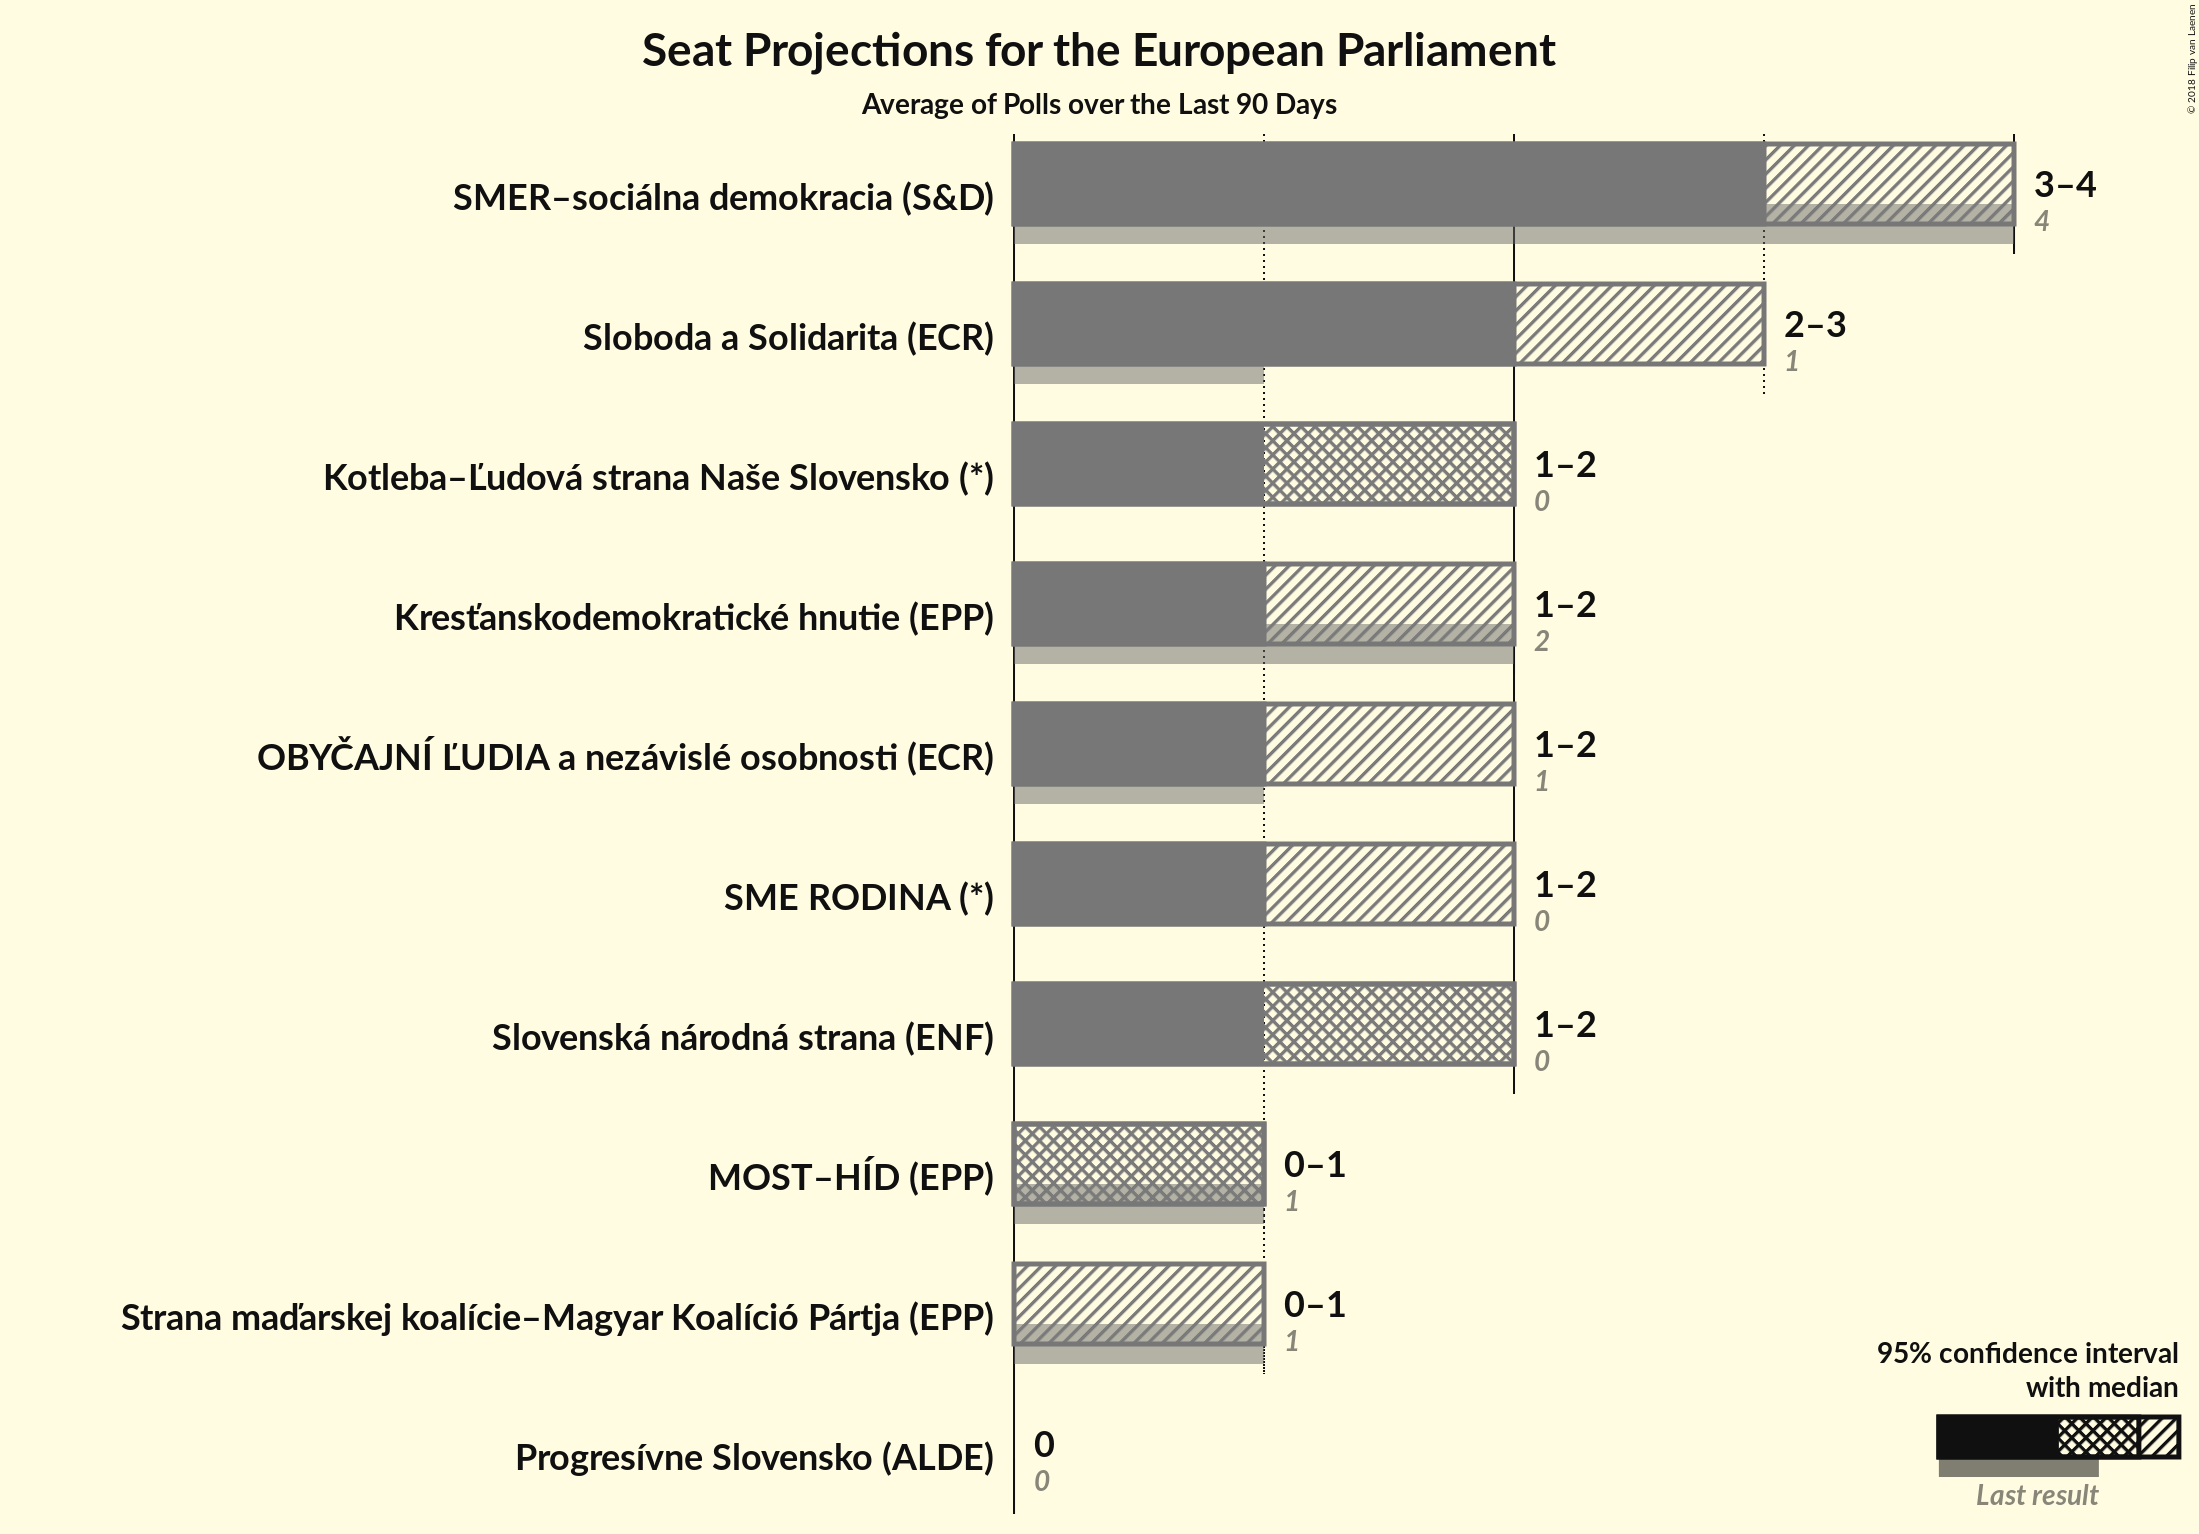 Seat Projections for the European Parliament
Average of Polls over the Last 90 Days
© 2018 Filip van Laenen
SMER–sociálna demokracia (S&D)
3–4
4
Sloboda a Solidarita (ECR)
2–3
1
Kotleba–Ľudová strana Naše Slovensko (*)
1–2
0
Kresťanskodemokratické hnutie (EPP)
1–2
2
OBYČAJNÍ ĽUDIA a nezávislé osobnosti (ECR)
1–2
1
SME RODINA (*)
1–2
0
Slovenská národná strana (ENF)
1–2
0
MOST–HÍD (EPP)
0–1
1
Strana maďarskej koalície–Magyar Koalíció Pártja (EPP)
0–1
1
Progresívne Slovensko (ALDE)
0
0
95% confidence interval
with median
Last result